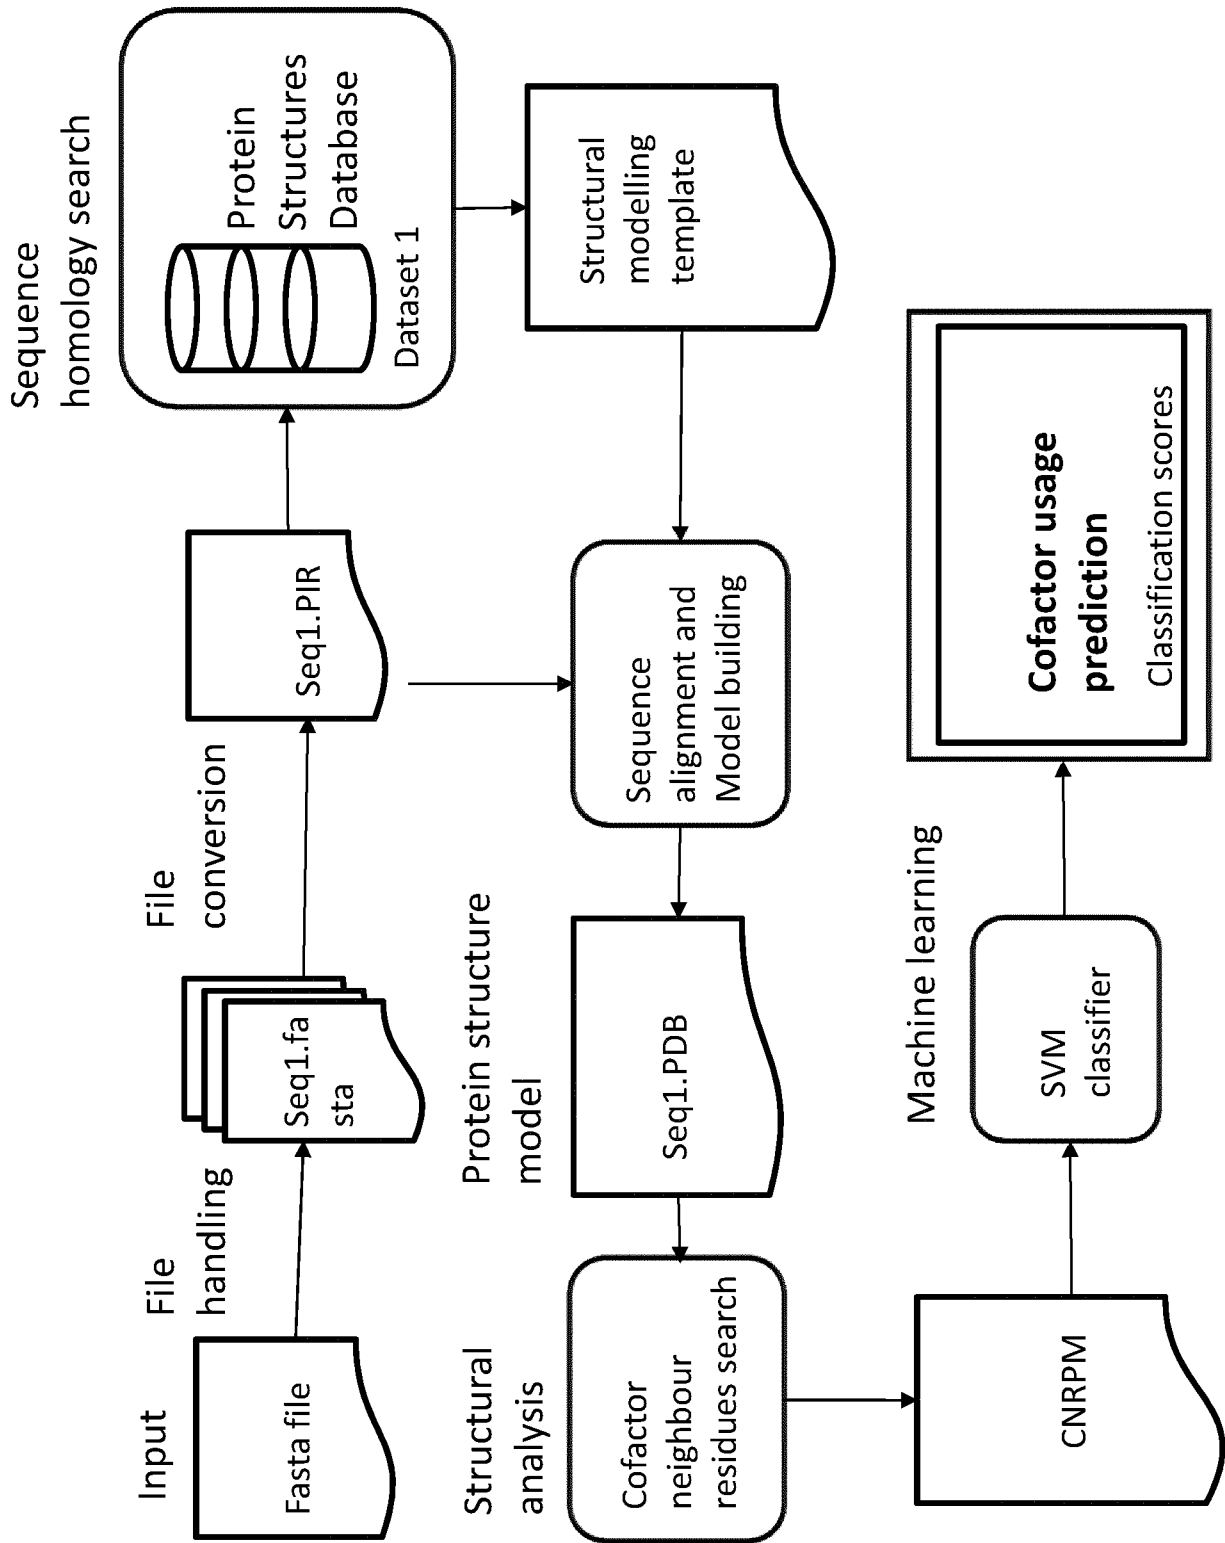 Input
Fasta file
File
handling
Seq1.fa
sta
File
conversion
Seq1.PIR
Sequence
homology search
Protein
Structures
Database
Dataset 1
Structural
modelling
template
Sequence
alignment and
Model building
Protein structure
model
Seq1.PDB
Structural
analysis
Cofactor
neighbour
residues search
CNRPM
Machine learning
SVM
classifier
Cofactor usage
prediction
Classification scores